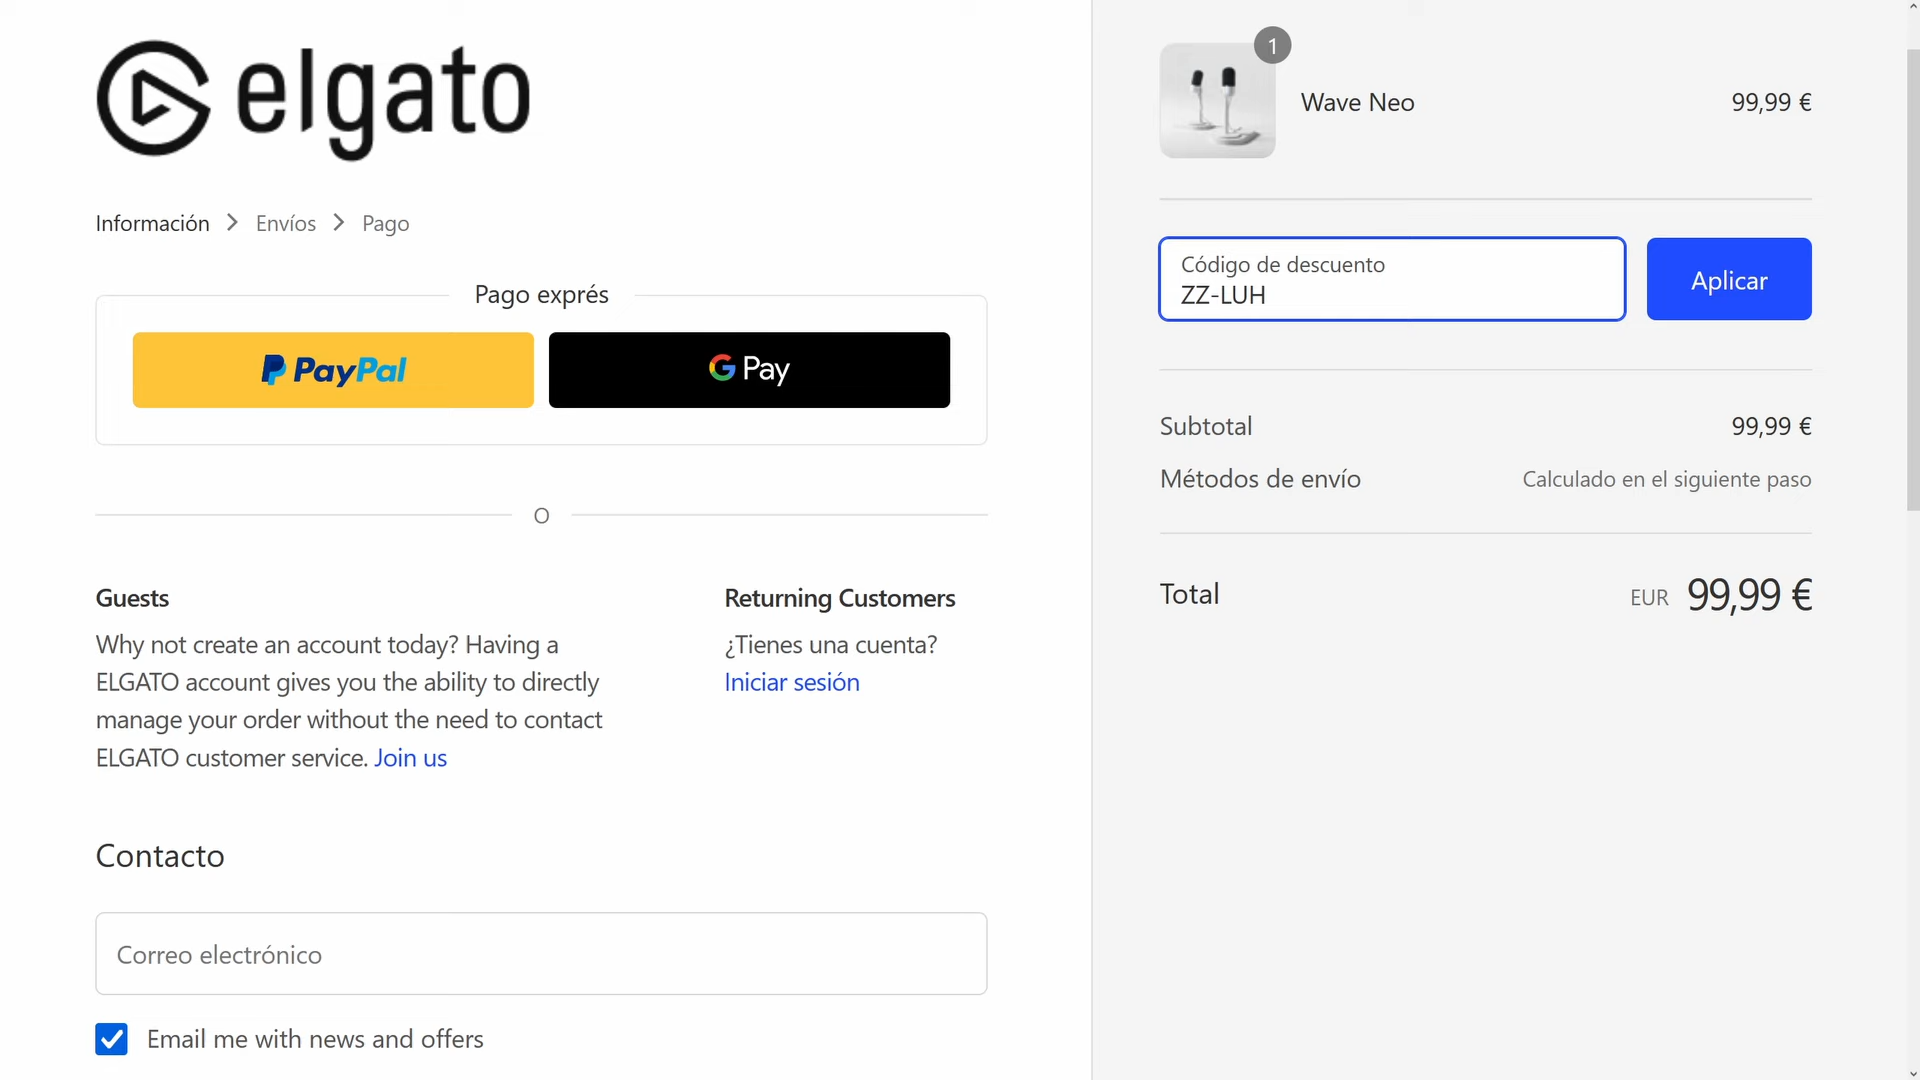 elgato
Información > Envíos > Pago
Pago exprés
PayPal
G Pay
O
Guests
Why not create an account today? Having a
ELGATO account gives you the ability to directly
manage your order without the need to contact
ELGATO customer service. Join us
Returning Customers
¿Tienes una cuenta?
Iniciar sesión
Contacto
Correo electrónico
Email me with news and offers
1
Wave Neo 99,99 €
Código de descuento
ZZ-LUH
Aplicar
Subtotal 99,99 €
Métodos de envío Calculado en el siguiente paso
Total EUR 99,99 €